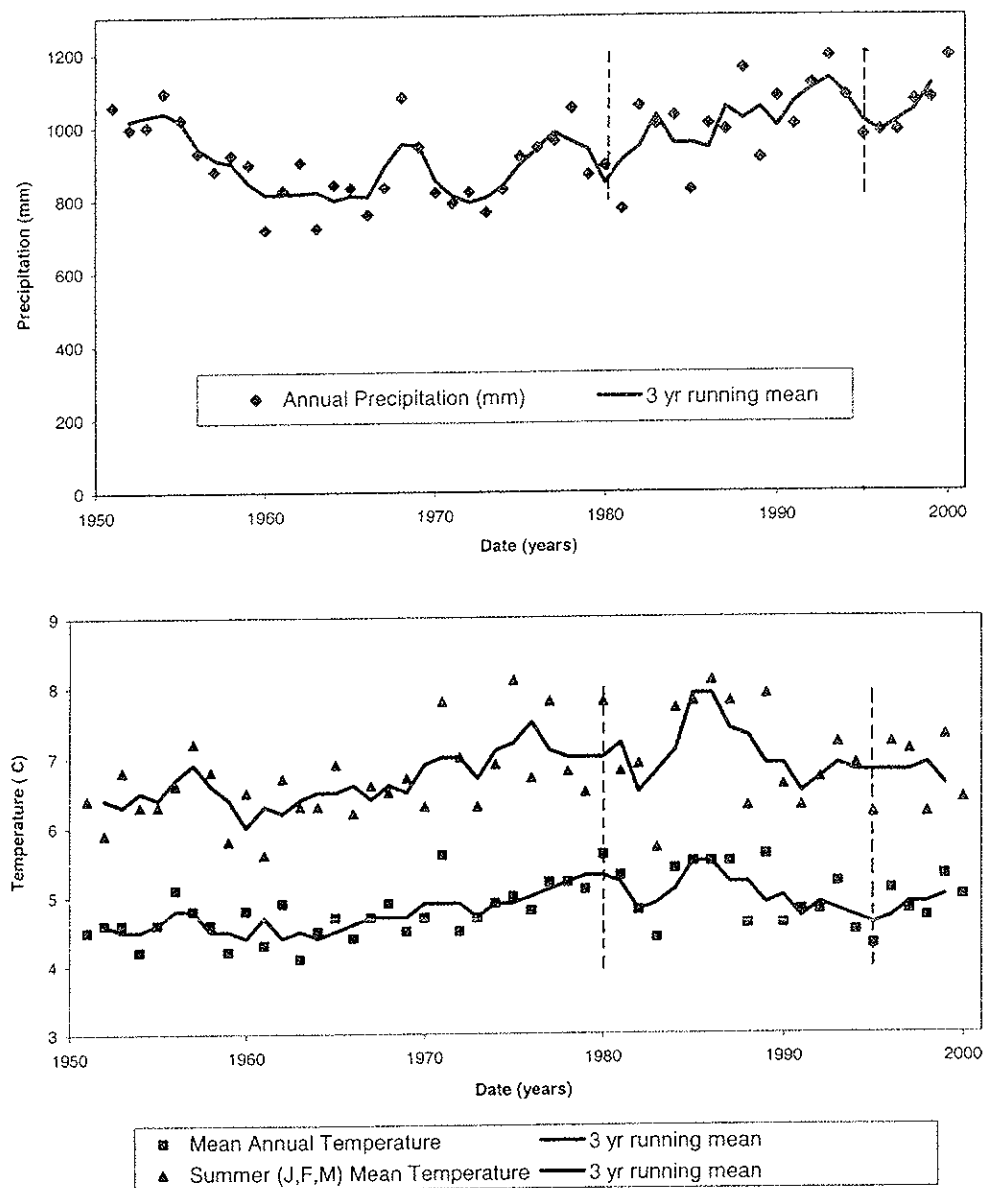 1200
1000
800
600
400
200
0
Precipitation (mm)
Annual Precipitation (mm) 3 yr running mean
1950 1960 1970 1980 1990 2000
Date (years)
9
8
7
6
5
4
3
Temperature ( C)
1950 1960 1970 1980 1990 2000
Date (years)
Mean Annual Temperature 3 yr running mean
Summer (J,F,M) Mean Temperature 3 yr running mean